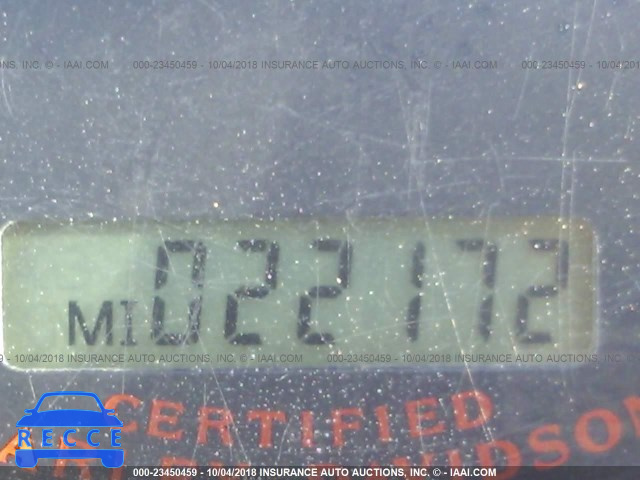 NS, INC. © - IAAI.COM 000-23450459 - 10/04/2018 INSURANCE AUTO AUCTIONS, INC. © - IAAI.COM 000-23450459 - 10/04/2018
MI 022172
459 - 10/04/2018 INSURANCE AUTO AUCTIONS, INC. © - IAAI.COM 000-23450459 - 10/04/2018 INSURANCE AUTO AUCTIONS, INC. ©
CERTIFIED
RECCE
000-23450459 - 10/04/2018 INSURANCE AUTO AUCTIONS, INC. - © IAAI.COM